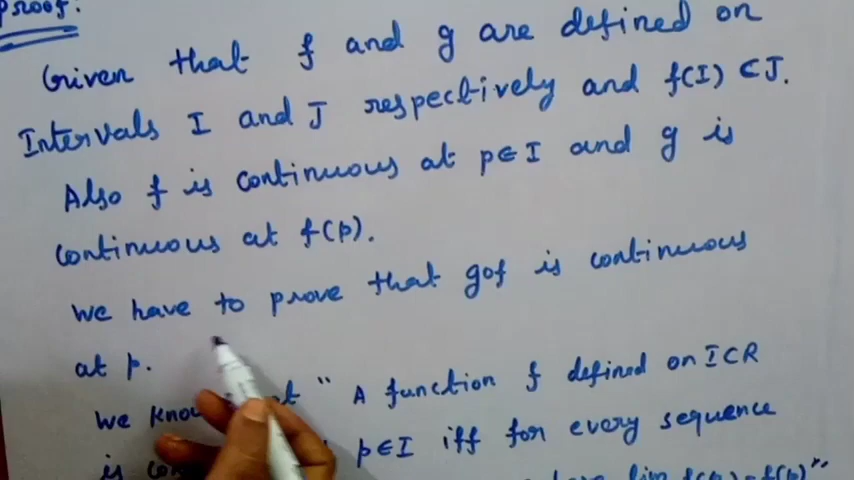 Proof:
Given that f and g are defined on
Intervals I and J respectively and f(I) ⊂ J.
Also f is continuous at p∈I and g is
continuous at f(p).
We have to prove that gof is continuous
at p.
We know " A function f defined on I⊂R
is p∈I iff for every sequence
lim f(p)"